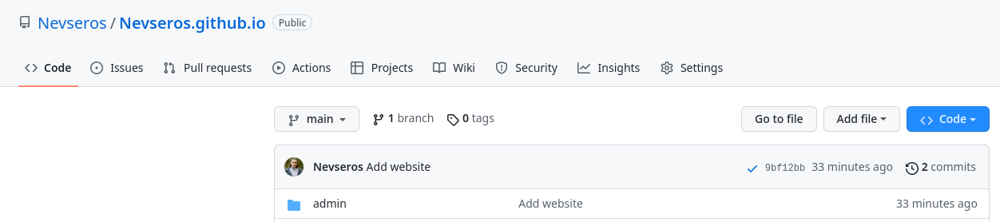 Nevseros / Nevseros.github.io Public
Code Issues Pull requests Actions Projects Wiki Security Insights Settings
main 1 branch 0 tags Go to file Add file Code
Nevseros Add website 9bf12bb 33 minutes ago 2 commits
admin Add website 33 minutes ago